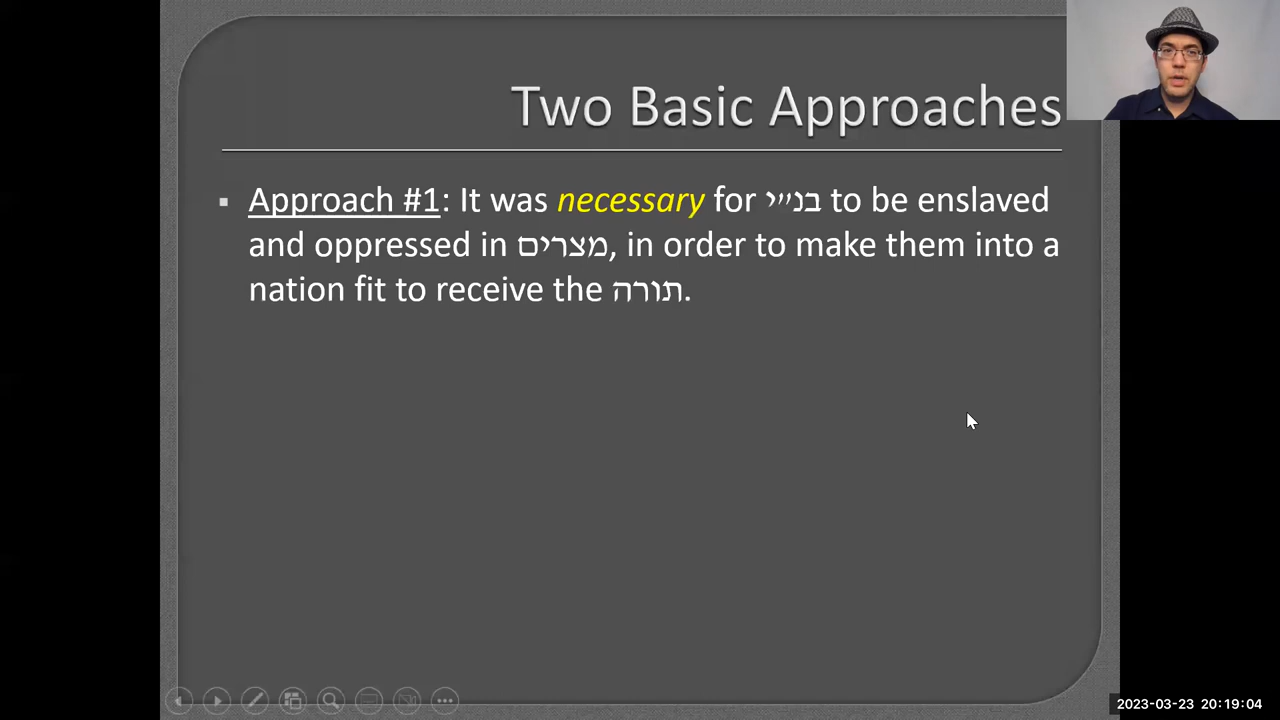 Two Basic Approaches
▪ Approach #1: It was necessary for בנ״י to be enslaved
and oppressed in מצרים, in order to make them into a
nation fit to receive the תורה.
2023-03-23 20:19:04